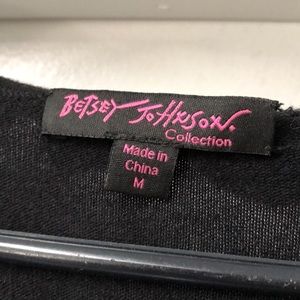 BETSEY JOHNSON.
Collection
Made in
China
M